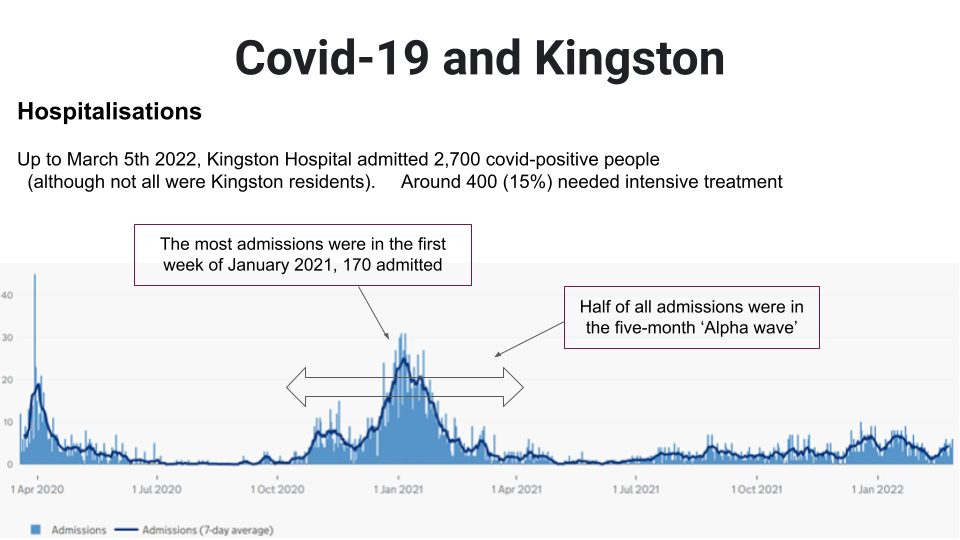 Covid-19 and Kingston
Hospitalisations
Up to March 5th 2022, Kingston Hospital admitted 2,700 covid-positive people
(although not all were Kingston residents). Around 400 (15%) needed intensive treatment
The most admissions were in the first
week of January 2021, 170 admitted
Half of all admissions were in
the five-month ‘Alpha wave’
40
30
20
10
0
1 Apr 2020 1 Jul 2020 1 Oct 2020 1 Jan 2021 1 Apr 2021 1 Jul 2021 1 Oct 2021 1 Jan 2022
Admissions Admissions (7-day average)